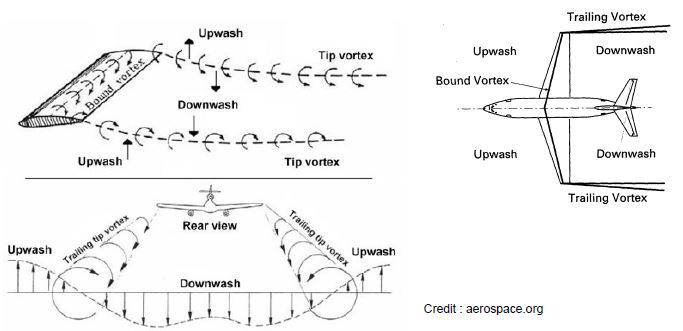 Upwash
Tip vortex
Bound vortex
Downwash
Upwash
Tip vortex
Rear view
Trailing tip vortex
Trailing tip vortex
Upwash
Upwash
Downwash
Trailing Vortex
Upwash
Downwash
Bound Vortex
Upwash
Downwash
Trailing Vortex
Credit : aerospace.org